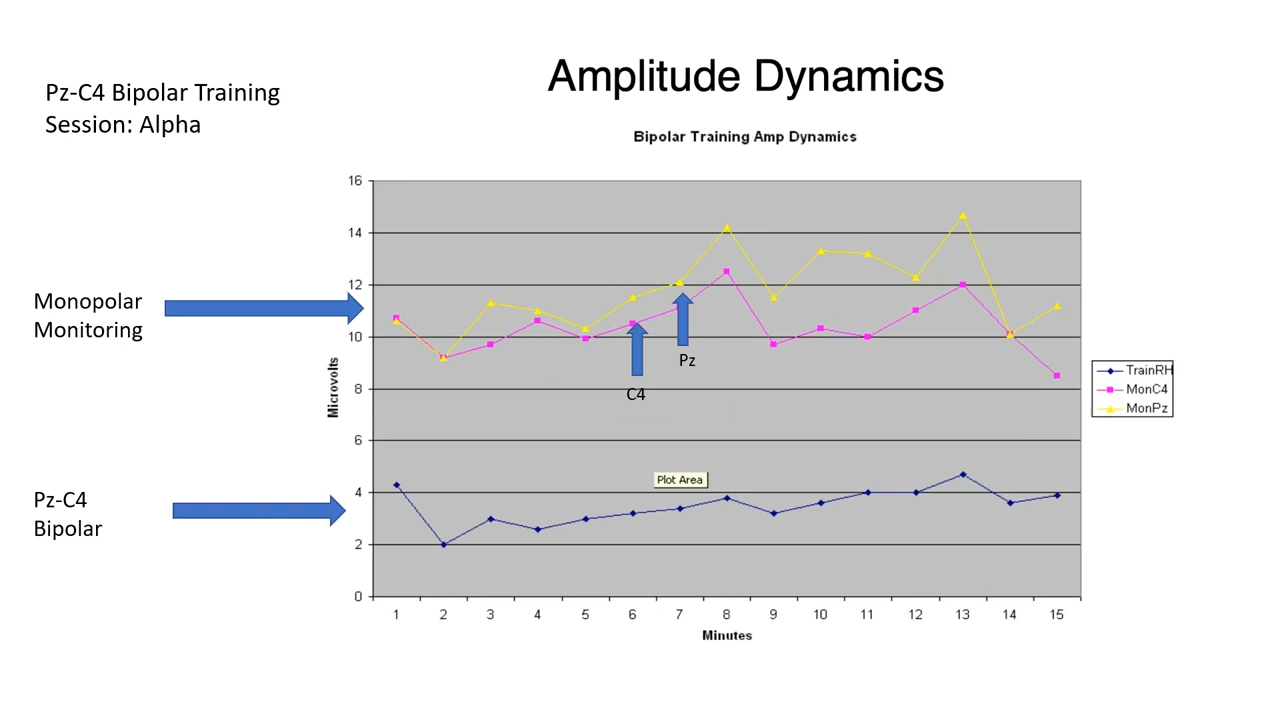 Amplitude Dynamics
Pz-C4 Bipolar Training
Session: Alpha
Bipolar Training Amp Dynamics
Monopolar
Monitoring
Pz-C4
Bipolar
Microvolts
16
14
12
10
8
6
4
2
0
Pz
C4
Plot Area
1 2 3 4 5 6 7 8 9 10 11 12 13 14 15
Minutes
TrainRH
MonC4
MonPz